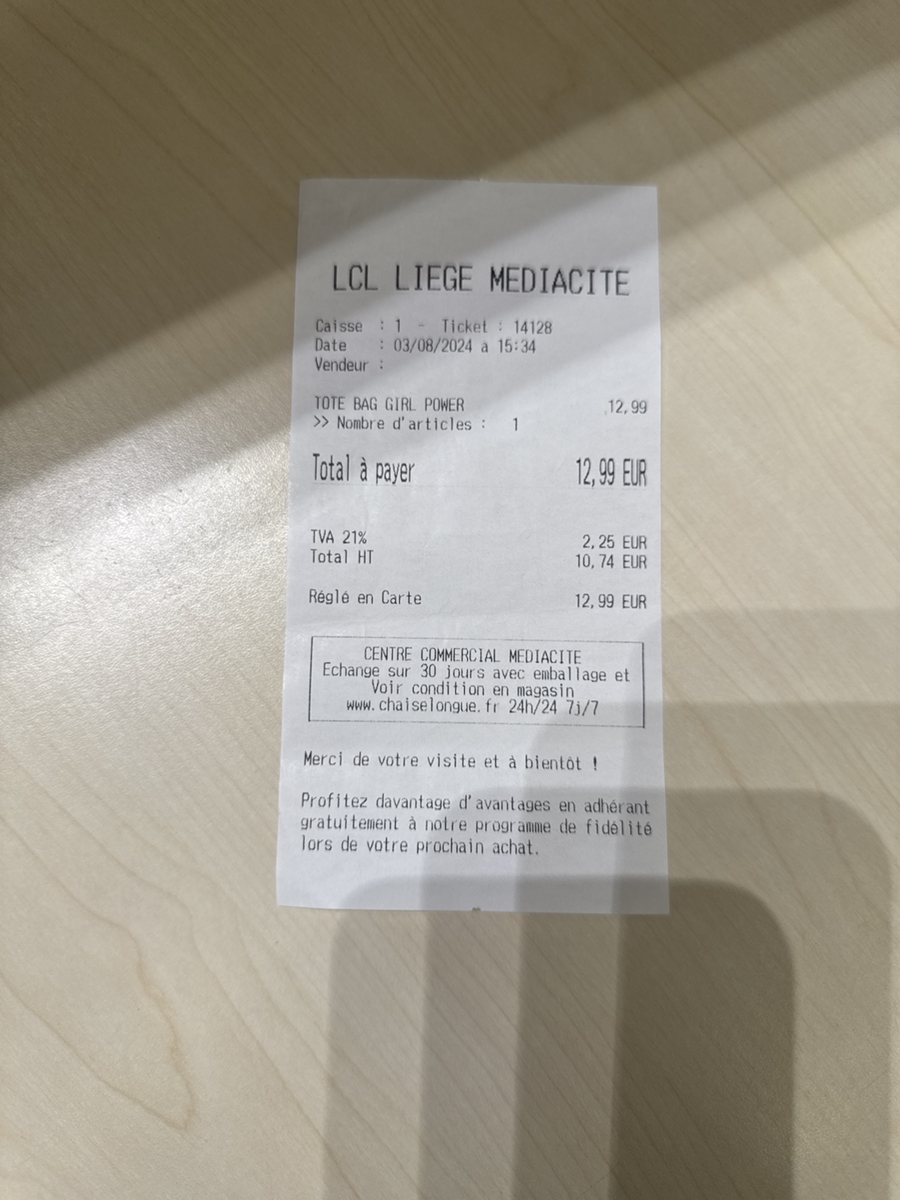 LCL LIEGE MEDIACITE
Caisse : 1 - Ticket : 14128
Date : 03/08/2024 a 15:34
Vendeur :
TOTE BAG GIRL POWER 12,99
>> Nombre d'articles : 1
Total à payer 12,99 EUR
TVA 21% 2,25 EUR
Total HT 10,74 EUR
Réglé en Carte 12,99 EUR
CENTRE COMMERCIAL MEDIACITE
Echange sur 30 jours avec emballage et
Voir condition en magasin
www.chaiselongue.fr 24h/24 7j/7
Merci de votre visite et à bientôt !
Profitez davantage d'avantages en adhérant
gratuitement à notre programme de fidélité
lors de votre prochain achat.